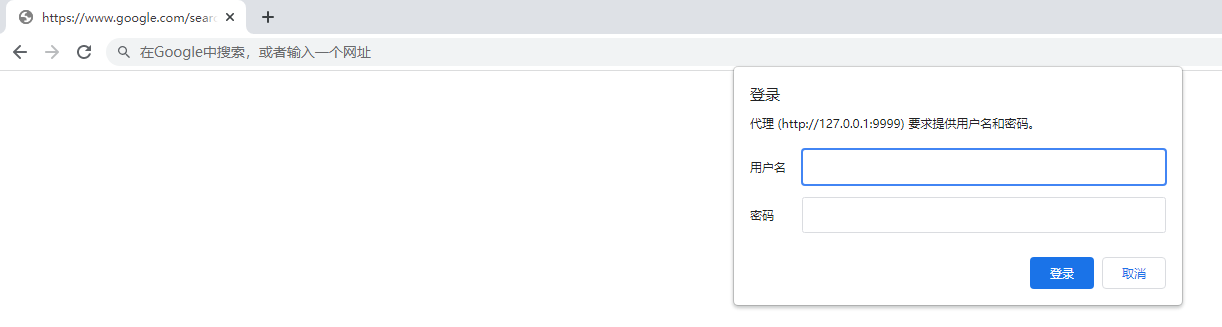 https://www.google.com/sear
在Google中搜索，或者输入一个网址
登录
代理 (http://127.0.0.1:9999) 要求提供用户名和密码。
用户名
密码
登录 取消